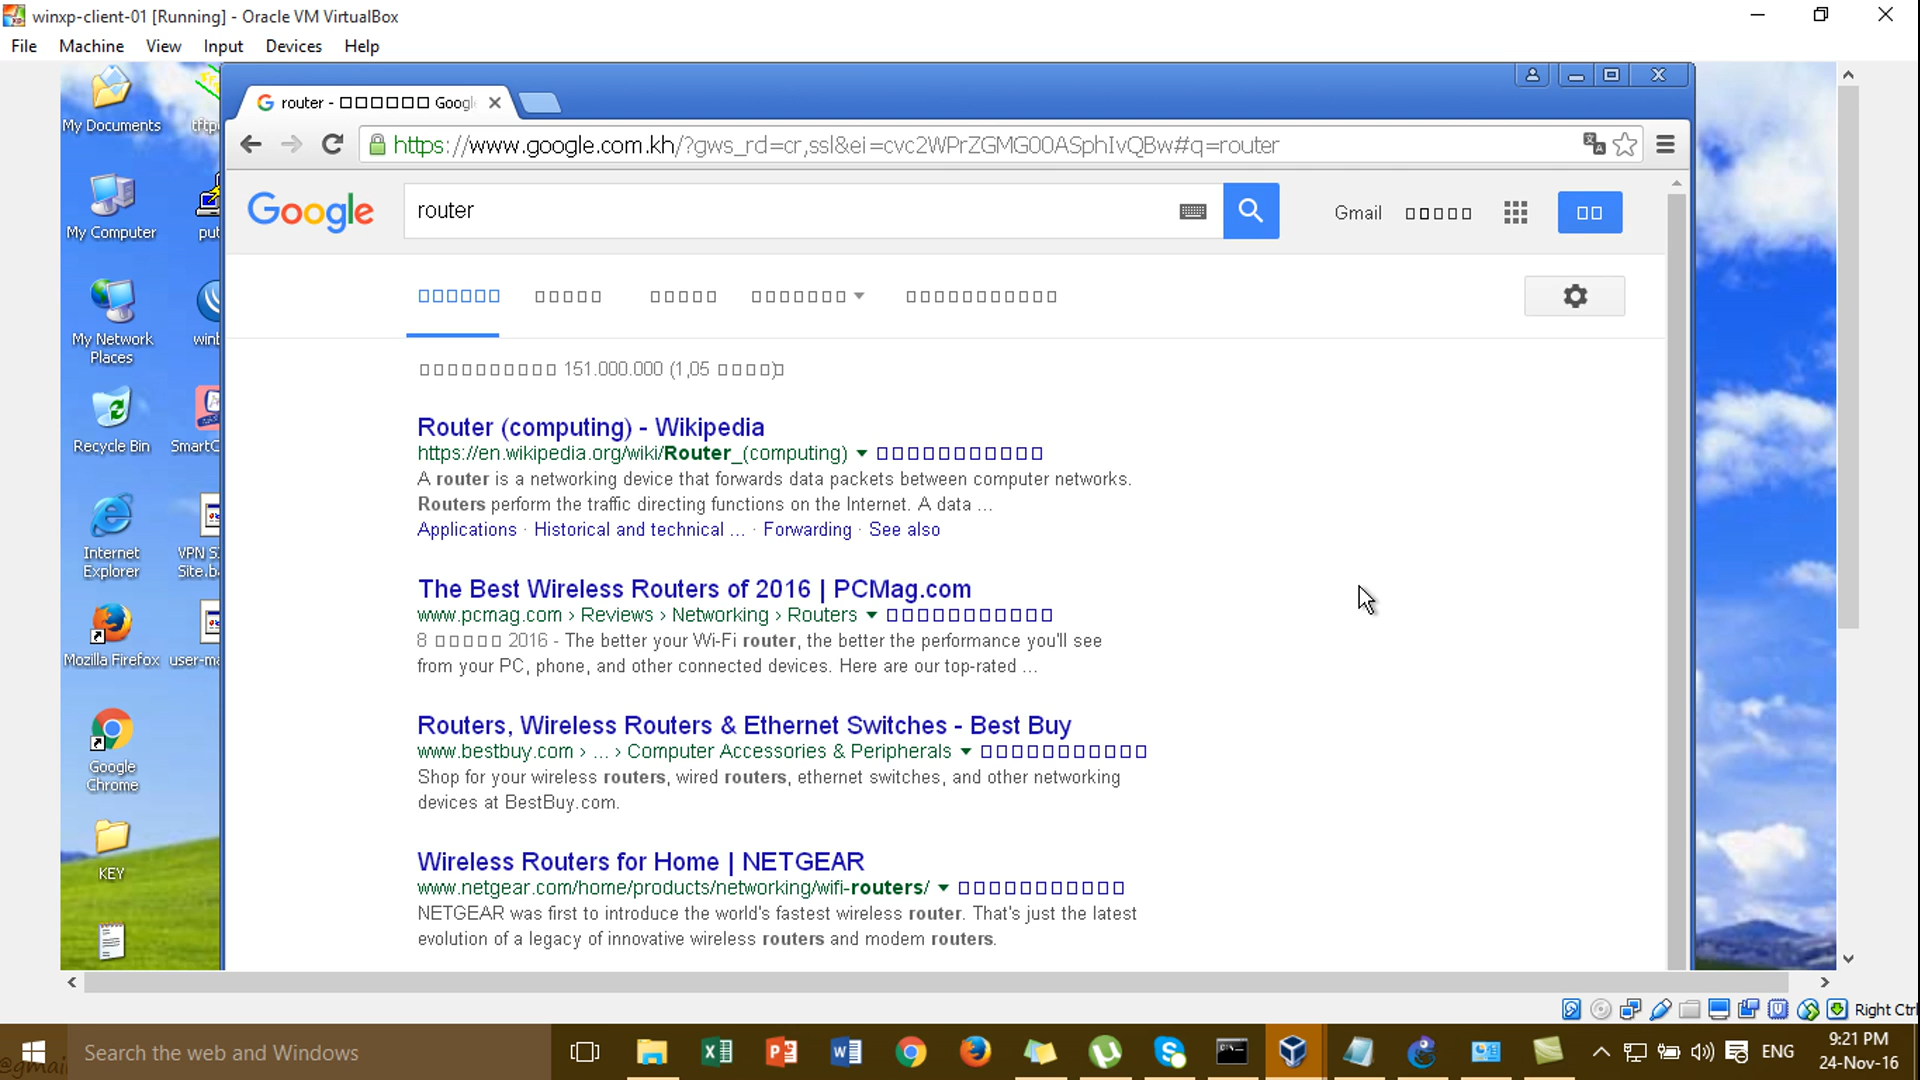 winxp-client-01 [Running] - Oracle VM VirtualBox
File Machine View Input Devices Help
router - Googl
https://www.google.com.kh/?gws_rd=cr,ssl&ei=cvc2WPrZGMG00ASphIvQBw#q=router
Google
router
Gmail
151.000.000 (1,05 )
Router (computing) - Wikipedia
https://en.wikipedia.org/wiki/Router_(computing)
A router is a networking device that forwards data packets between computer networks.
Routers perform the traffic directing functions on the Internet. A data ...
Applications · Historical and technical ... · Forwarding · See also
The Best Wireless Routers of 2016 | PCMag.com
www.pcmag.com › Reviews › Networking › Routers
8 2016 - The better your Wi-Fi router, the better the performance you'll see
from your PC, phone, and other connected devices. Here are our top-rated ...
Routers, Wireless Routers & Ethernet Switches - Best Buy
www.bestbuy.com › ... › Computer Accessories & Peripherals
Shop for your wireless routers, wired routers, ethernet switches, and other networking
devices at BestBuy.com.
Wireless Routers for Home | NETGEAR
www.netgear.com/home/products/networking/wifi-routers/
NETGEAR was first to introduce the world's fastest wireless router. That's just the latest
evolution of a legacy of innovative wireless routers and modem routers.
My Documents
My Computer
put
My Network
Places
winb
Recycle Bin
SmartC
Internet
Explorer
VPN S
Site.b
Mozilla Firefox
user-m
Google
Chrome
KEY
Right Ctrl
Search the web and Windows
ENG
9:21 PM
24-Nov-16